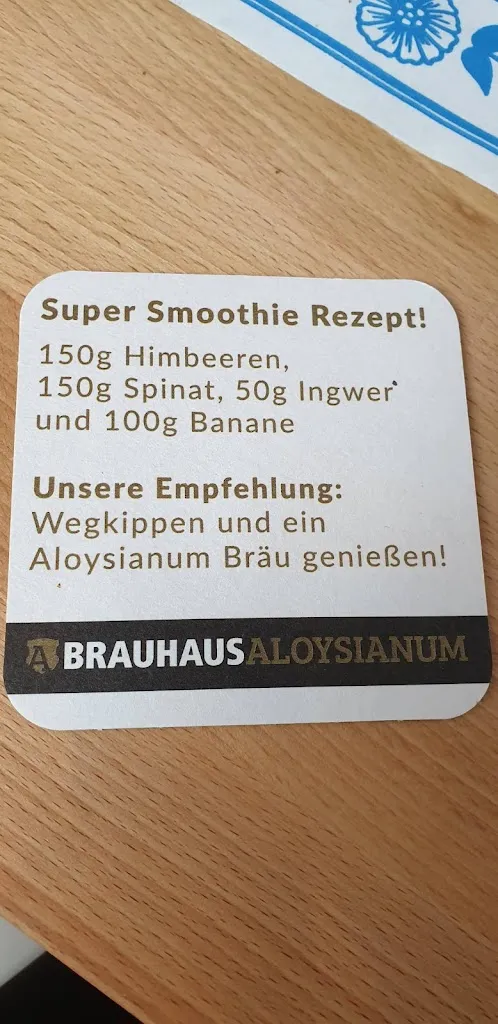 Super Smoothie Rezept!
150g Himbeeren,
150g Spinat, 50g Ingwer
und 100g Banane
Unsere Empfehlung:
Wegkippen und ein
Aloysianum Bräu genießen!
A BRAUHAUSALOYSIANUM